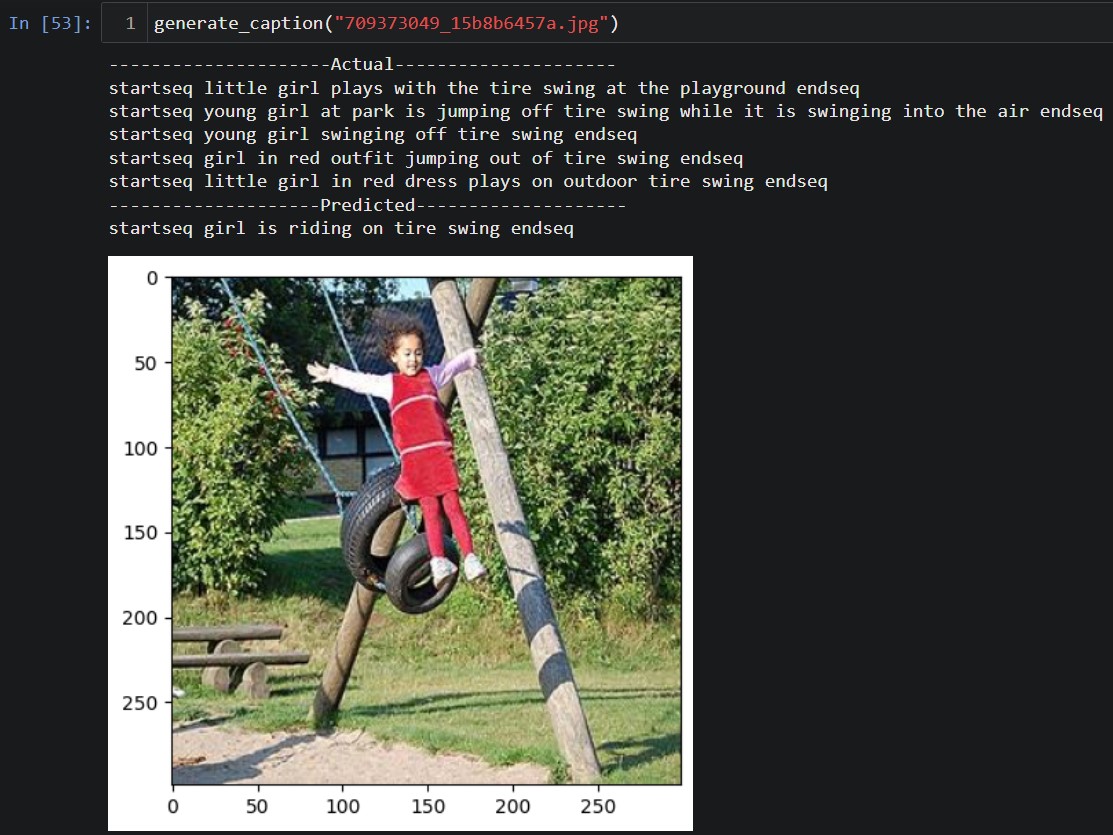 In [53]: 1 generate_caption("709373049_15b8b6457a.jpg")
---------------------Actual---------------------
startseq little girl plays with the tire swing at the playground endseq
startseq young girl at park is jumping off tire swing while it is swinging into the air endseq
startseq young girl swinging off tire swing endseq
startseq girl in red outfit jumping out of tire swing endseq
startseq little girl in red dress plays on outdoor tire swing endseq
--------------------Predicted--------------------
startseq girl is riding on tire swing endseq
0
50
100
150
200
250
0 50 100 150 200 250